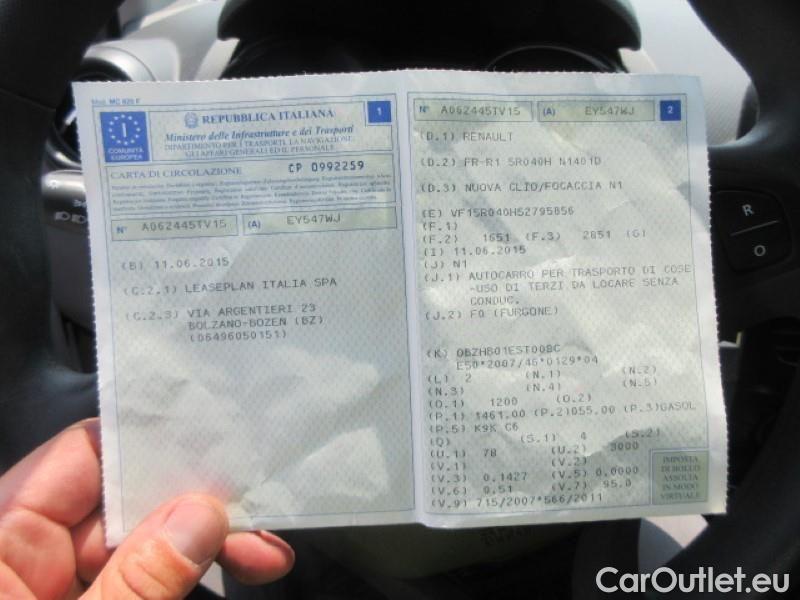 Mod. MC 820 F
REPUBBLICA ITALIANA
1
I
COMUNITÀ
EUROPEA
Ministero delle Infrastrutture e dei Trasporti
DIPARTIMENTO PER I TRASPORTI, LA NAVIGAZIONE,
GLI AFFARI GENERALI ED IL PERSONALE
CARTA DI CIRCOLAZIONE
CP 0992259
N° A062445TV15 (A) EY547WJ
(B) 11.06.2015
(C.2.1) LEASEPLAN ITALIA SPA
(C.2.3) VIA ARGENTIERI 23
BOLZANO-BOZEN (BZ)
(06496050151)
N° A062445TV15 (A) EY547WJ 2
(D.1) RENAULT
(D.2) FR-R1 SR040H N1401D
(D.3) NUOVA CLIO/FOCACCIA N1
(E) VF15R040H52795856
(F.1)
(F.2) 1651 (F.3) 2851 (G)
(I) 11.06.2015
(J) N1
(J.1) AUTOCARRO PER TRASPORTO DI COSE
-USO DI TERZI DA LOCARE SENZA
CONDUC.
(J.2) F0 (FURGONE)
(K) OBZHB01EST008C
E50*2007/46*0129*04
(L) 2 (N.1) (N.2)
(N.3) (N.4) (N.5)
(O.1) 1200 (O.2)
(P.1) 1461.00 (P.2)055.00 (P.3)GASOL
(P.5) K9K C6
(Q) (S.1) 4 (S.2)
(U.1) 78 (U.2) 3000
(V.1) (V.2)
(V.3) 0.1427 (V.5) 0.0000
(V.6) 0.51 (V.7) 95.0
(V.9) 715/2007*566/2011
IMPOSTA
DI BOLLO
ASSOLTA
IN MODO
VIRTUALE
R
O
CarOutlet.eu